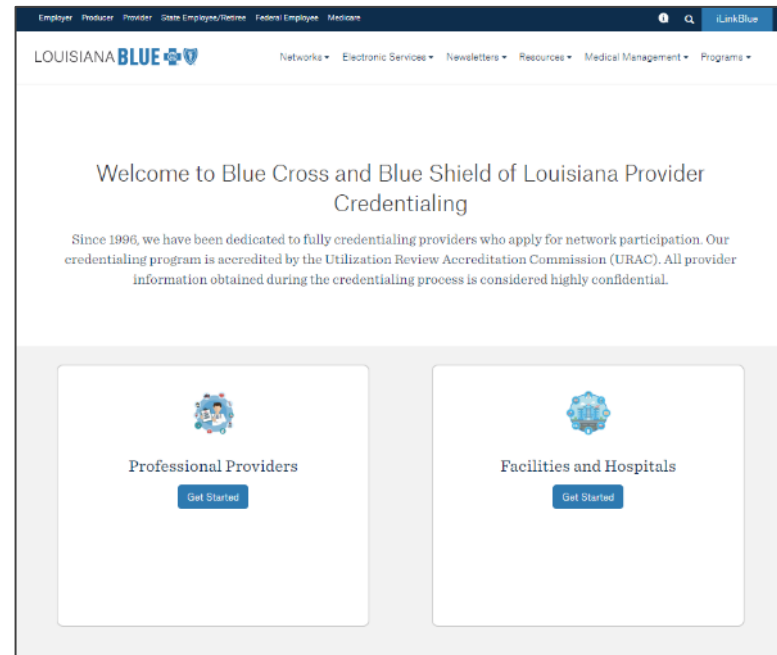 Employer Producer Provider State Employee/Retiree Federal Employee Medicare iLinkBlue
LOUISIANA BLUE Networks Electronic Services Newsletters Resources Medical Management Programs
Welcome to Blue Cross and Blue Shield of Louisiana Provider
Credentialing
Since 1996, we have been dedicated to fully credentialing providers who apply for network participation. Our
credentialing program is accredited by the Utilization Review Accreditation Commission (URAC). All provider
information obtained during the credentialing process is considered highly confidential.
Professional Providers
Get Started
Facilities and Hospitals
Get Started